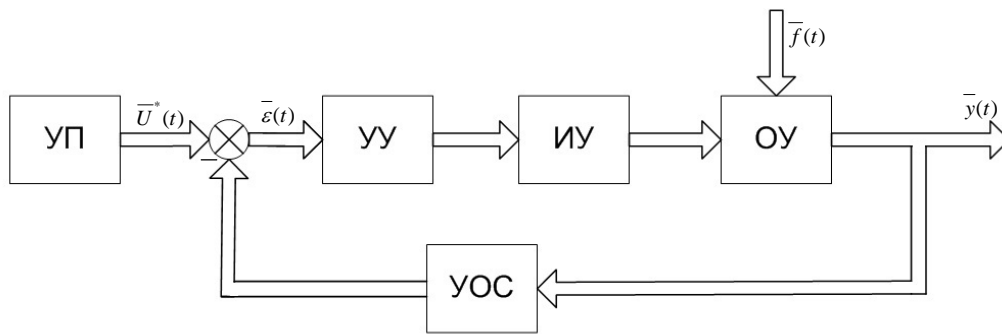 f̅(t)
УП
U̅*(t)
ε̅(t)
УУ
ИУ
ОУ
y̅(t)
–
УОС